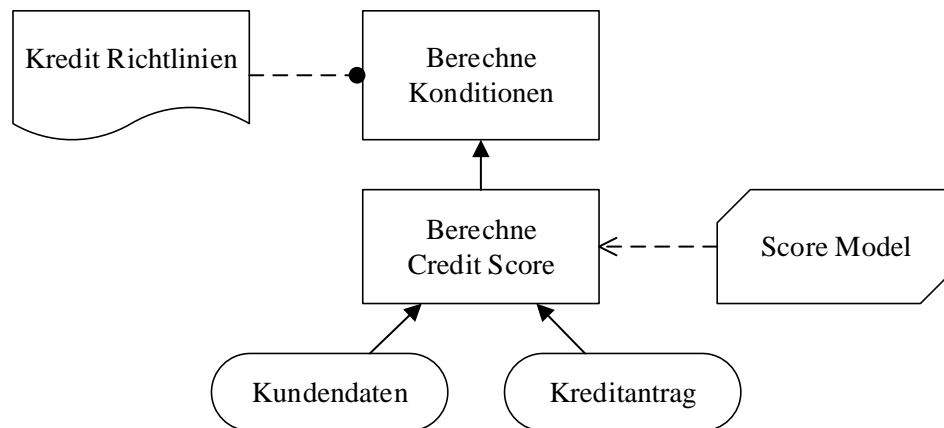 Kredit Richtlinien
Berechne
Konditionen
Berechne
Credit Score
Score Model
Kundendaten
Kreditantrag